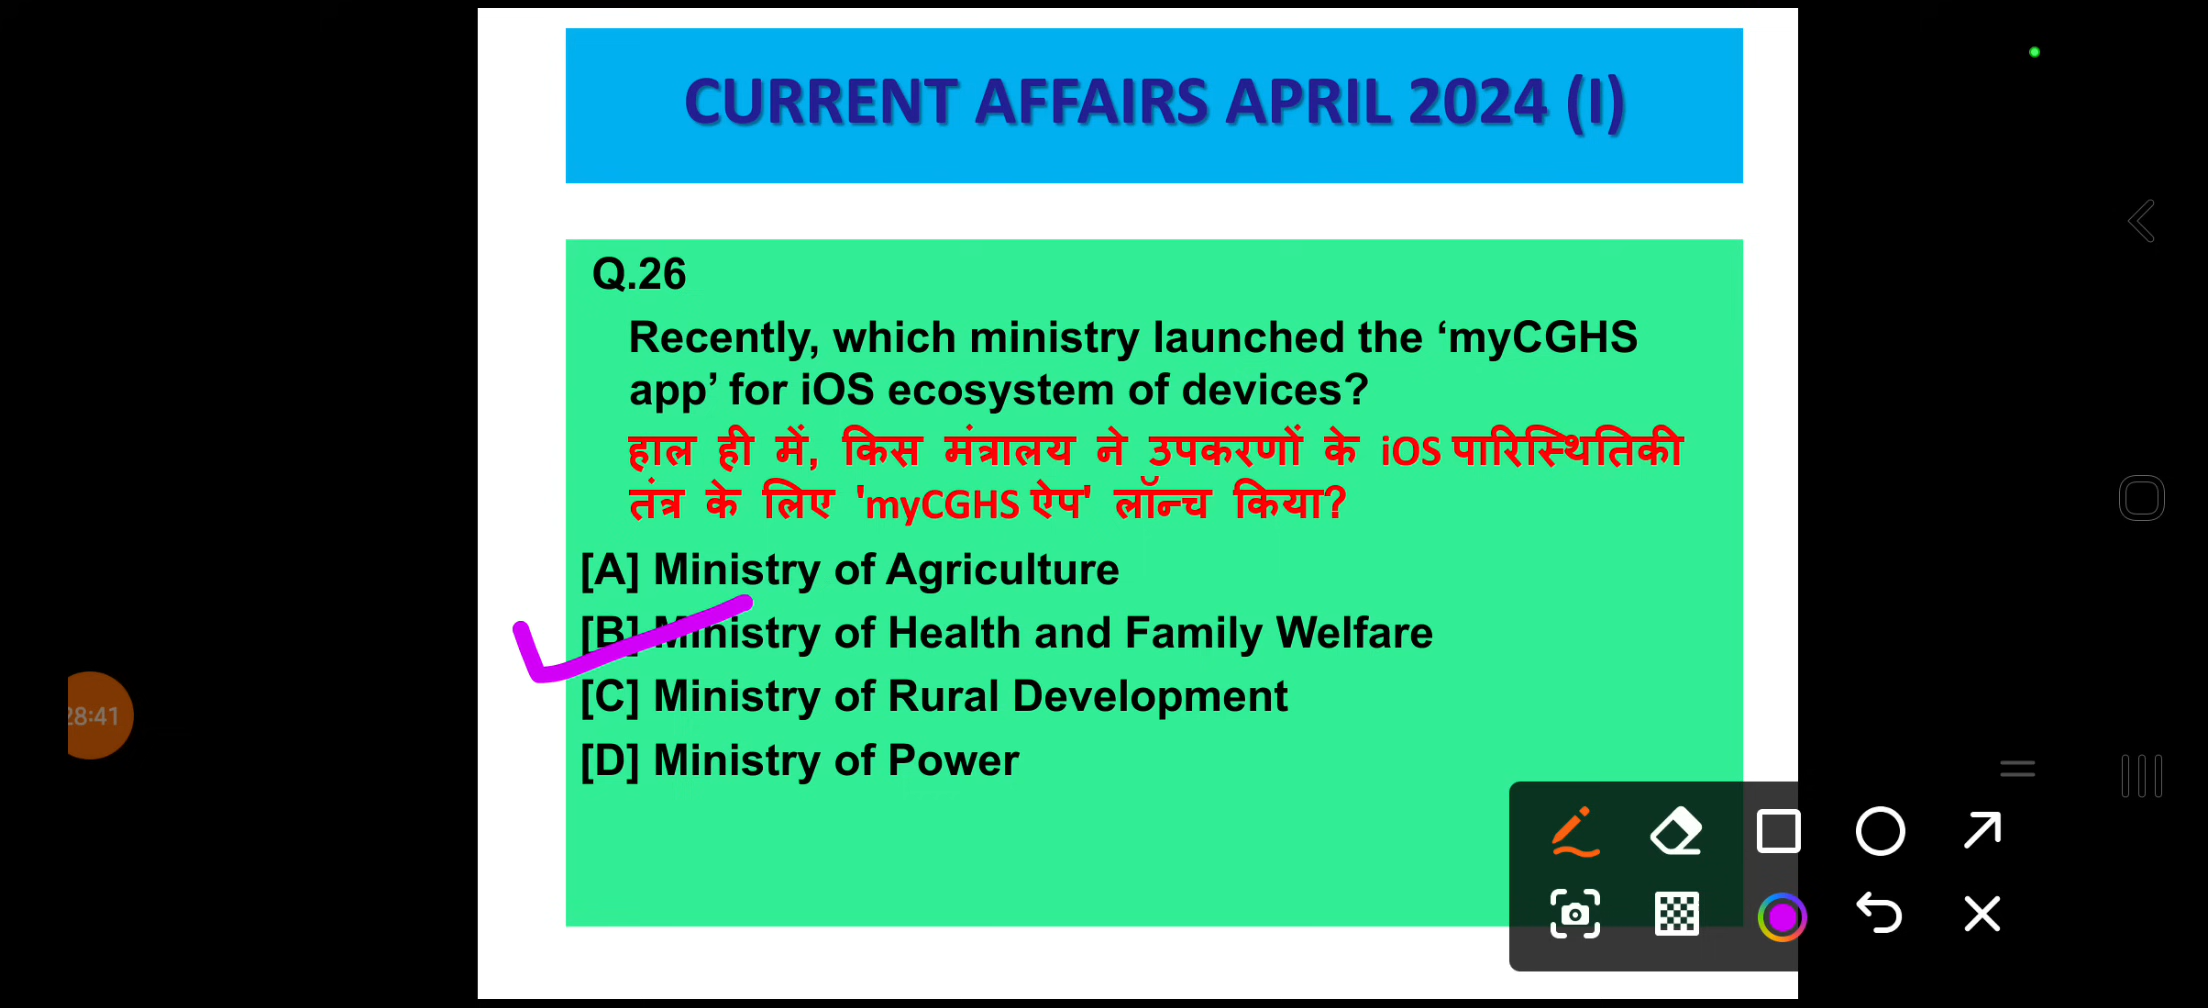 CURRENT AFFAIRS APRIL 2024 (I)
Q.26
Recently, which ministry launched the ‘myCGHS
app’ for iOS ecosystem of devices?
हाल ही में, किस मंत्रालय ने उपकरणों के iOS पारिस्थितिकी
तंत्र के लिए 'myCGHS ऐप' लॉन्च किया?
[A] Ministry of Agriculture
[B] Ministry of Health and Family Welfare
[C] Ministry of Rural Development
[D] Ministry of Power
28:41